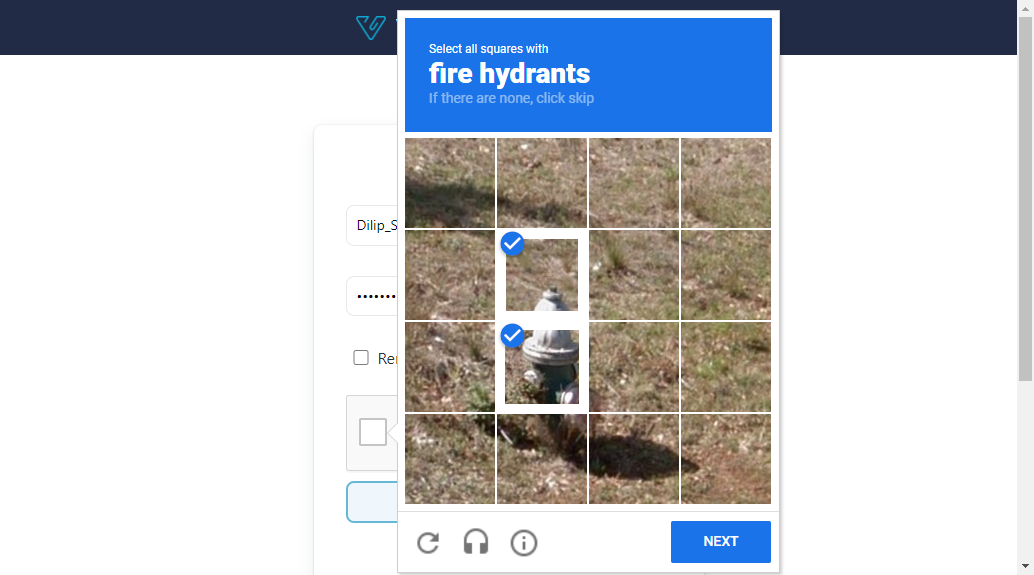 Select all squares with
fire hydrants
If there are none, click skip
Dilip_S
•••••••
Re
NEXT